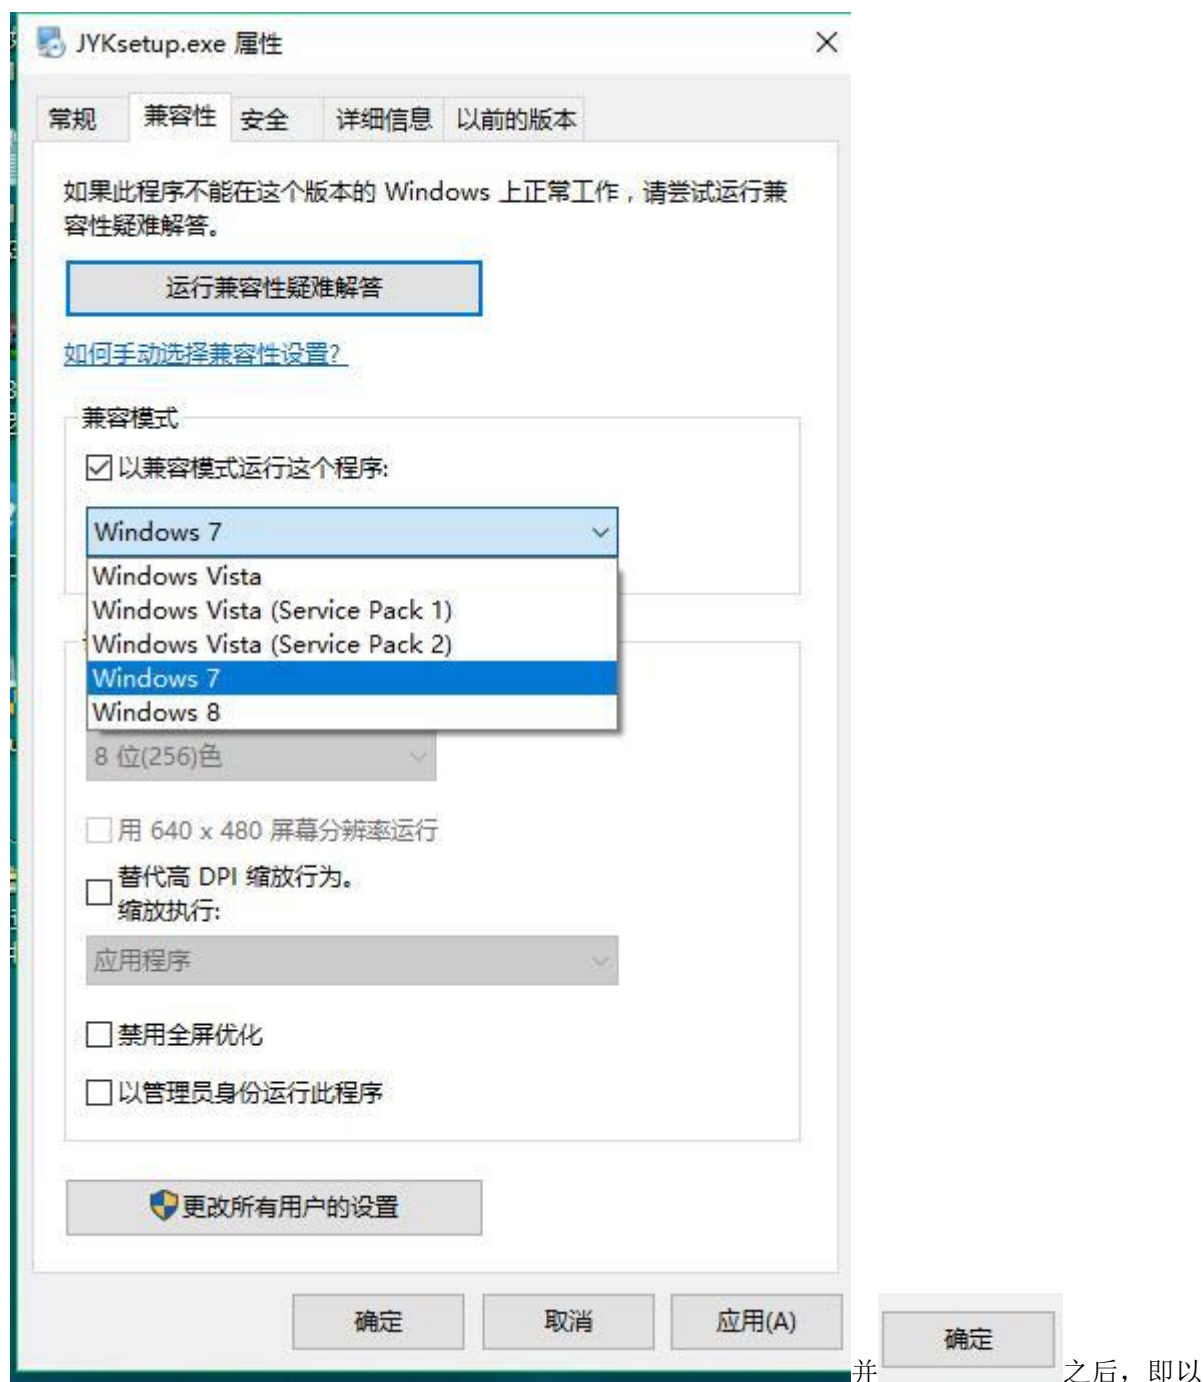 JYKsetup.exe 属性
常规 兼容性 安全 详细信息 以前的版本
如果此程序不能在这个版本的 Windows 上正常工作，请尝试运行兼
容性疑难解答。
运行兼容性疑难解答
如何手动选择兼容性设置?
兼容模式
以兼容模式运行这个程序:
Windows 7
Windows Vista
Windows Vista (Service Pack 1)
Windows Vista (Service Pack 2)
Windows 7
Windows 8
8 位(256)色
用 640 x 480 屏幕分辨率运行
替代高 DPI 缩放行为。
缩放执行:
应用程序
禁用全屏优化
以管理员身份运行此程序
更改所有用户的设置
确定 取消 应用(A)
并 确定 之后，即以